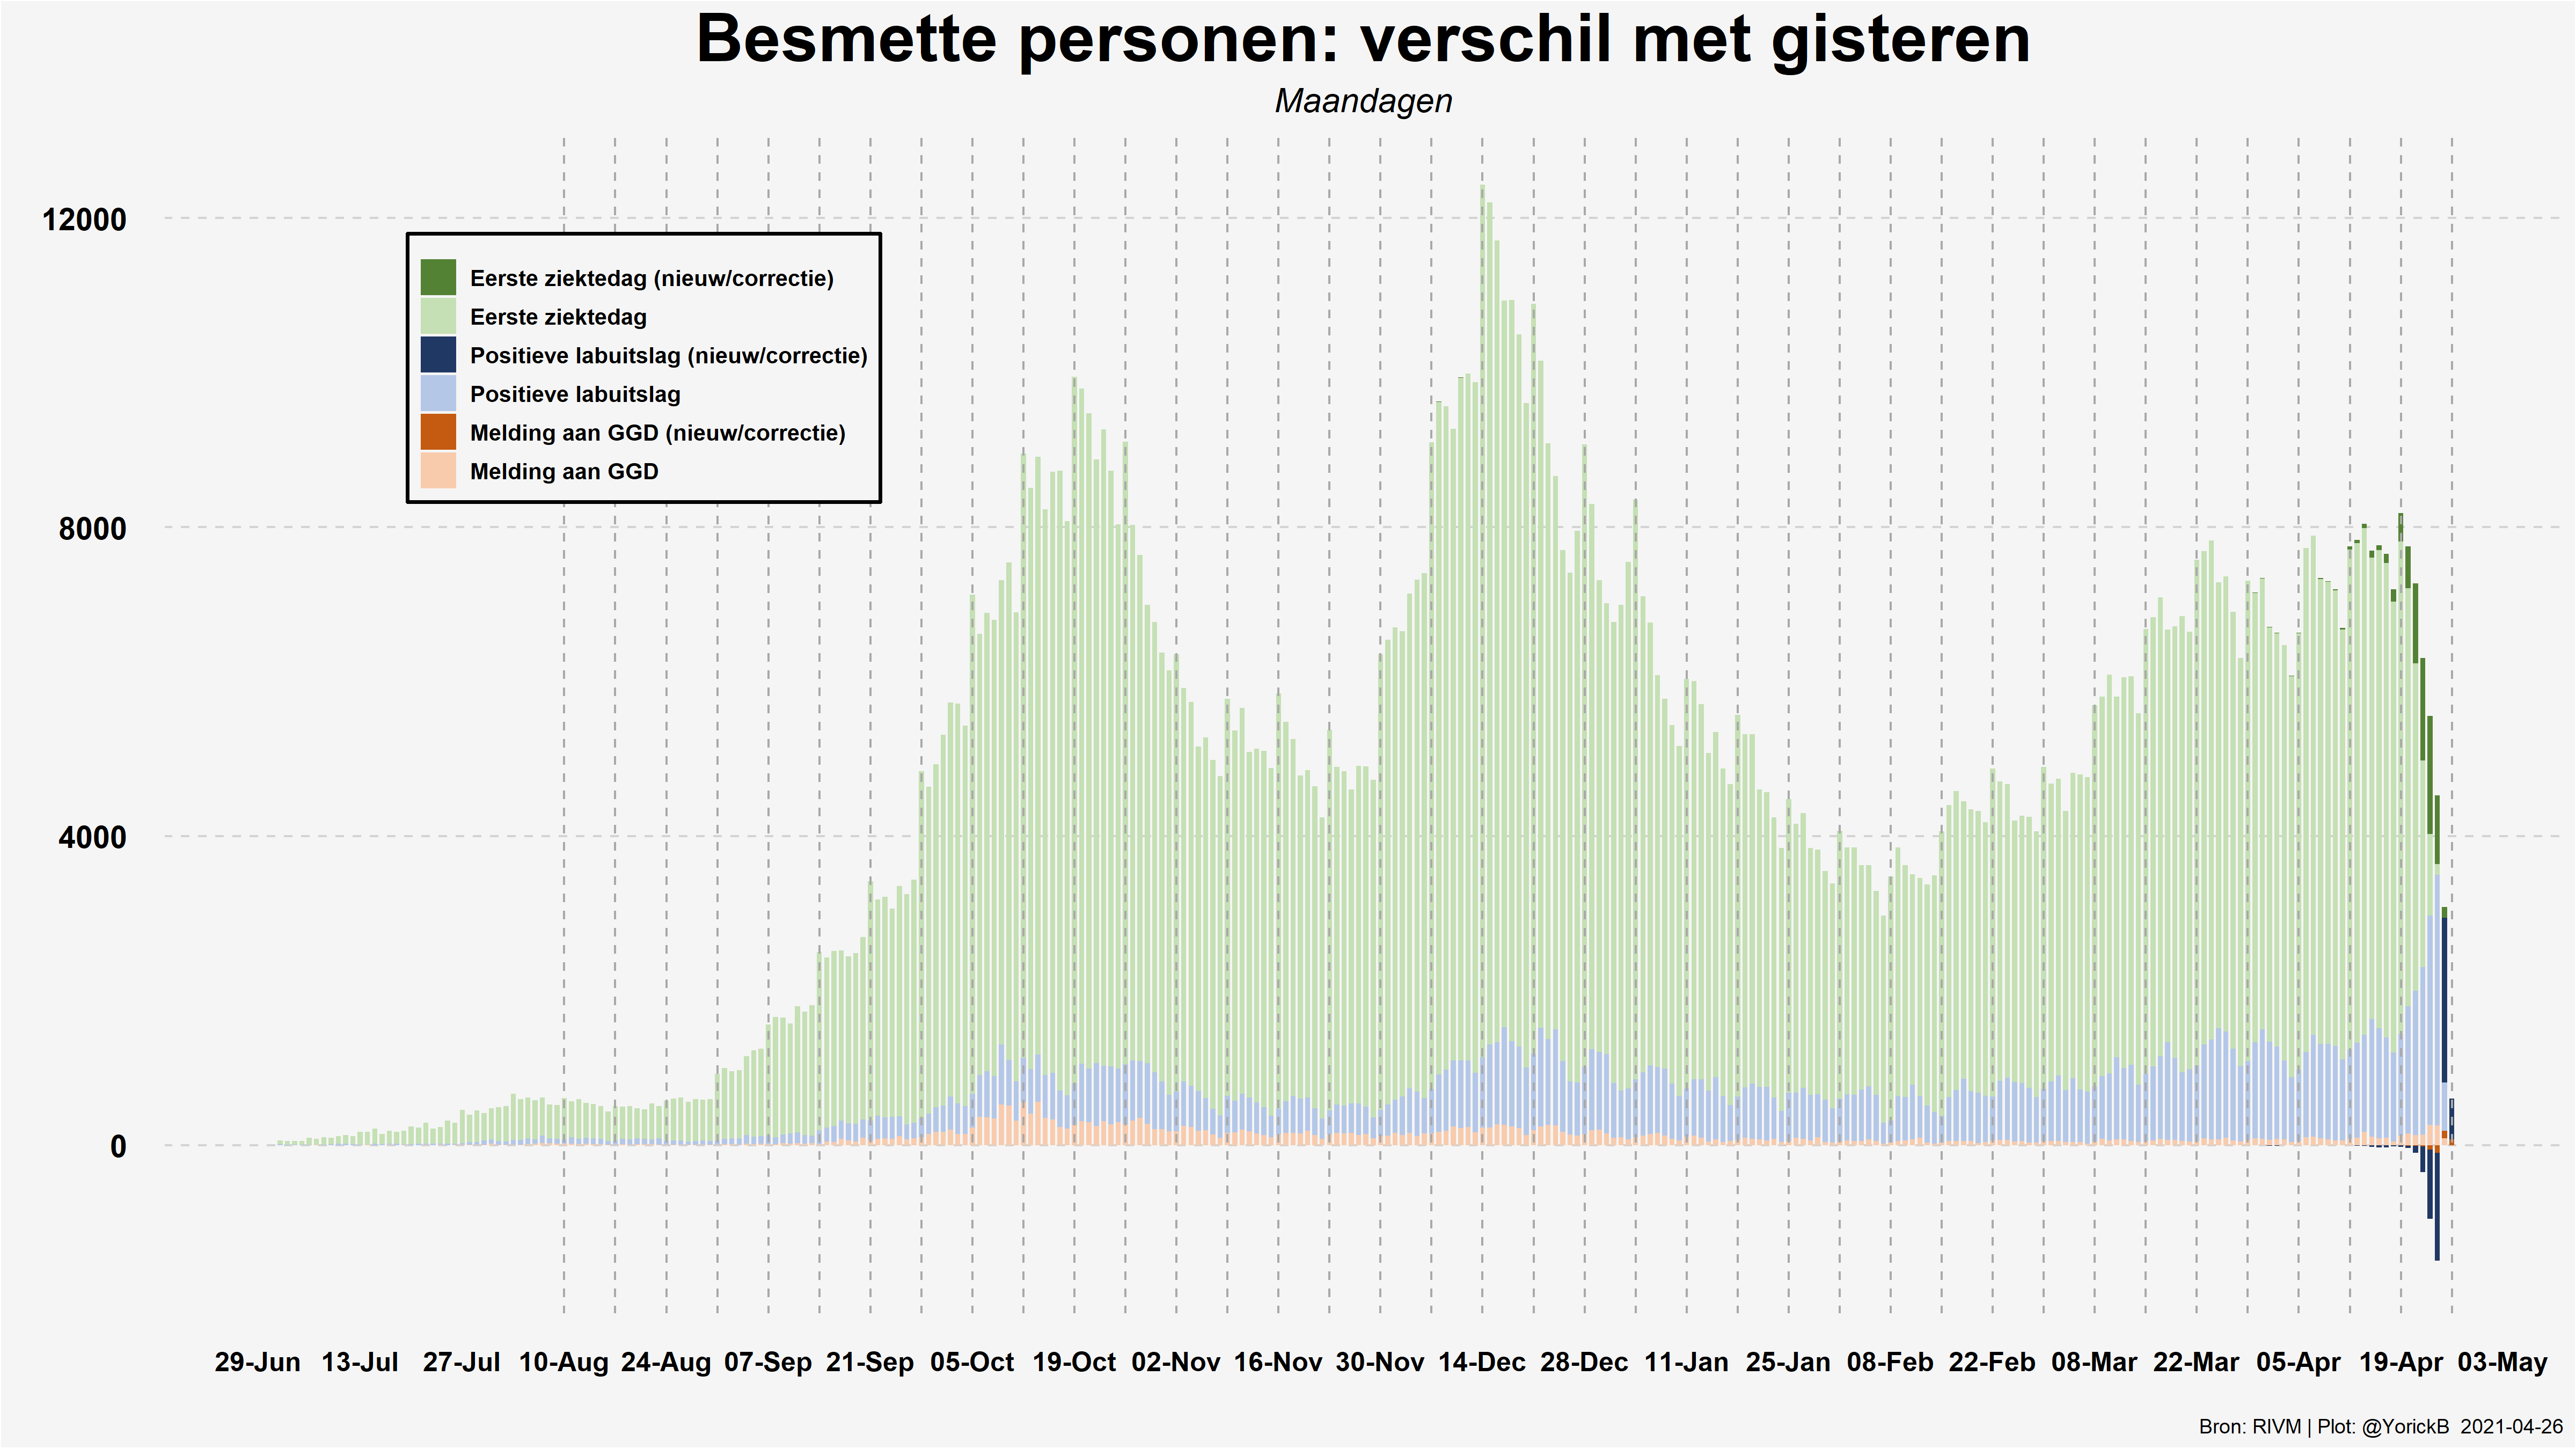 Besmette personen: verschil met gisteren
Maandagen
12000
8000
4000
0
Eerste ziektedag (nieuw/correctie)
Eerste ziektedag
Positieve labuitslag (nieuw/correctie)
Positieve labuitslag
Melding aan GGD (nieuw/correctie)
Melding aan GGD
29-Jun 13-Jul 27-Jul 10-Aug 24-Aug 07-Sep 21-Sep 05-Oct 19-Oct 02-Nov 16-Nov 30-Nov 14-Dec 28-Dec 11-Jan 25-Jan 08-Feb 22-Feb 08-Mar 22-Mar 05-Apr 19-Apr 03-May
Bron: RIVM | Plot: @YorickB 2021-04-26